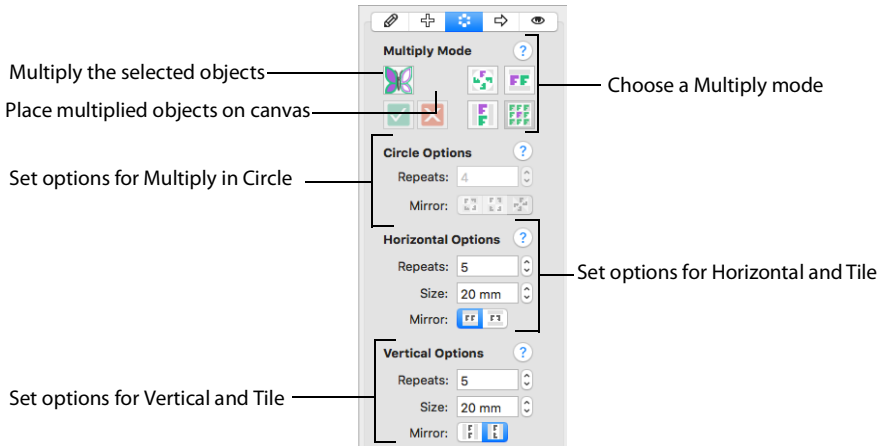 Multiply Mode ?
Multiply the selected objects
Choose a Multiply mode
Place multiplied objects on canvas
Circle Options ?
Set options for Multiply in Circle
Repeats: 4
Mirror:
Horizontal Options ?
Repeats: 5
Set options for Horizontal and Tile
Size: 20 mm
Mirror:
Vertical Options ?
Repeats: 5
Set options for Vertical and Tile
Size: 20 mm
Mirror: